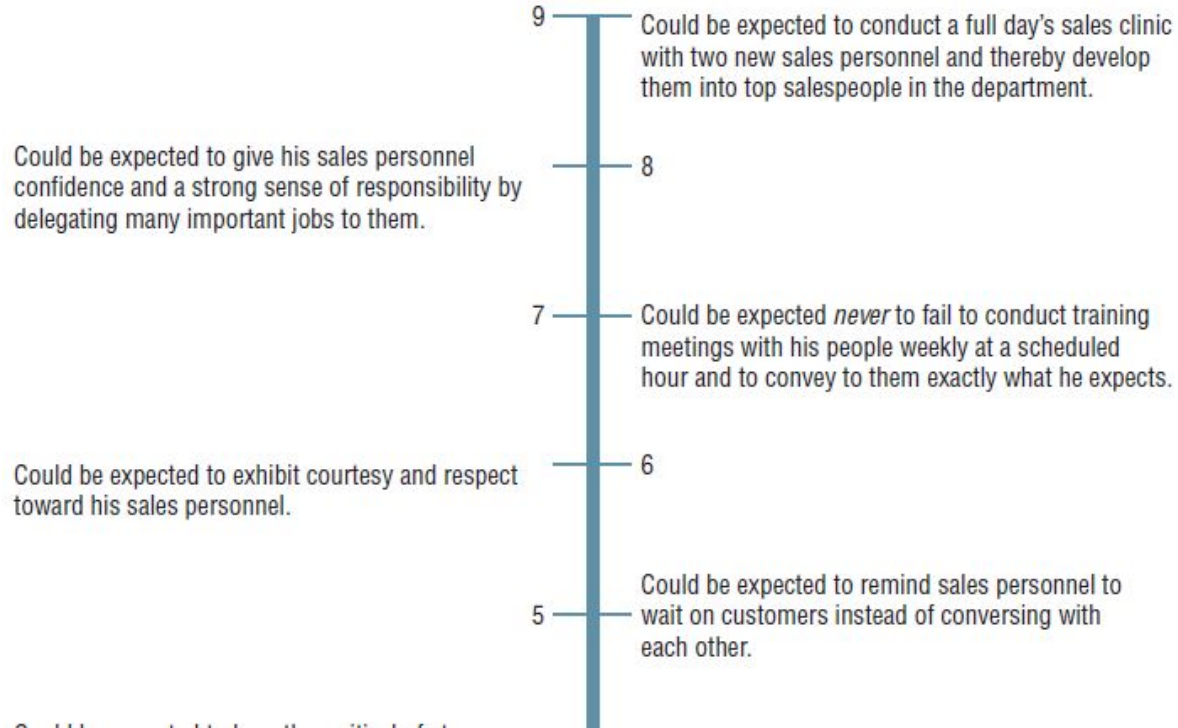 9
Could be expected to conduct a full day's sales clinic
with two new sales personnel and thereby develop
them into top salespeople in the department.
Could be expected to give his sales personnel
confidence and a strong sense of responsibility by
delegating many important jobs to them.
8
7
Could be expected never to fail to conduct training
meetings with his people weekly at a scheduled
hour and to convey to them exactly what he expects.
Could be expected to exhibit courtesy and respect
toward his sales personnel.
6
Could be expected to remind sales personnel to
5
wait on customers instead of conversing with
each other.